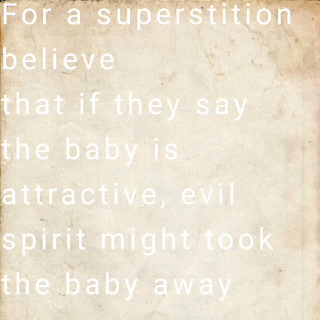 For a superstition
believe
that if they say
the baby is
attractive, evil
spirit might took
the baby away